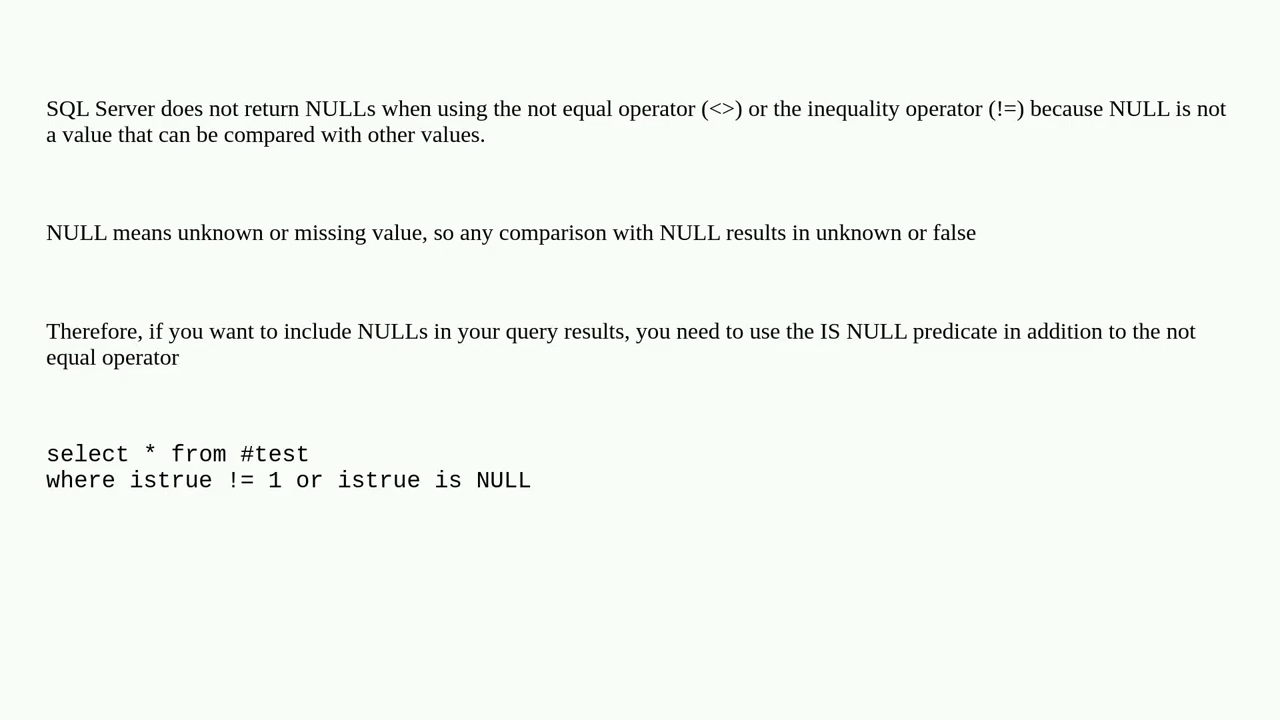 SQL Server does not return NULLs when using the not equal operator (<>) or the inequality operator (!=) because NULL is not
a value that can be compared with other values.
NULL means unknown or missing value, so any comparison with NULL results in unknown or false
Therefore, if you want to include NULLs in your query results, you need to use the IS NULL predicate in addition to the not
equal operator
select * from #test
where istrue != 1 or istrue is NULL